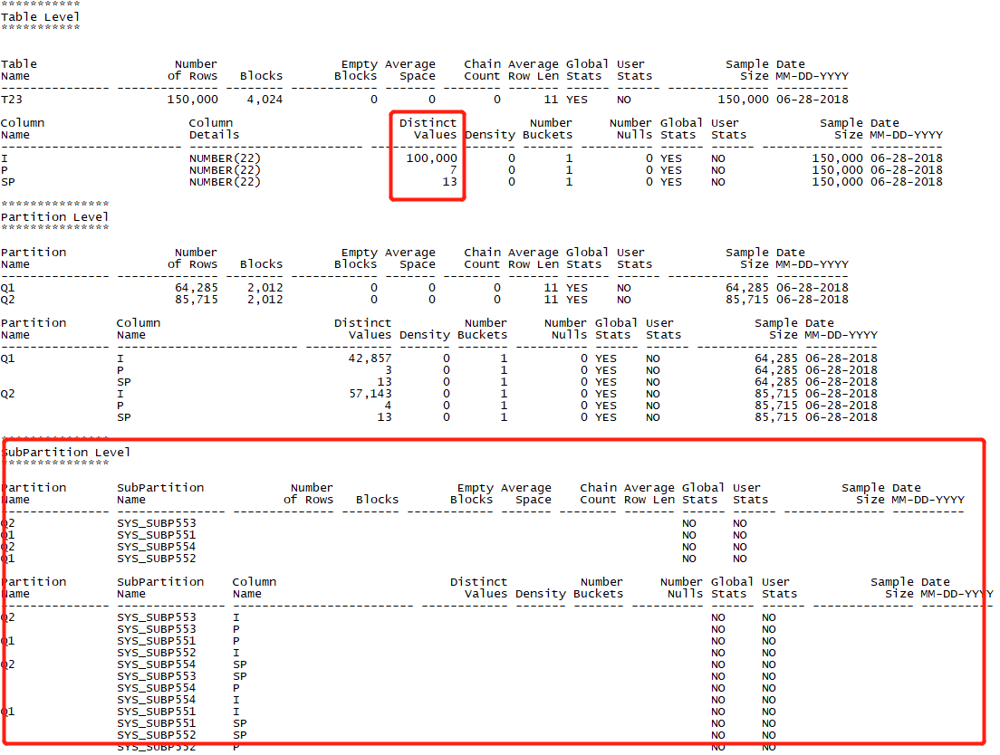 ***********
Table Level
***********
Table Number Empty Average Chain Average Global User Sample Date
Name of Rows Blocks Blocks Space Count Row Len Stats Stats Size MM-DD-YYYY
--------------- -------------- -------- ------------ ------- -------- ------- ------ ------ -------------- ----------
T23 150,000 4,024 0 0 0 11 YES NO 150,000 06-28-2018
Column Column Distinct Number Number Global User Sample Date
Name Details Values Density Buckets Nulls Stats Stats Size MM-DD-YYYY
------------------------- ------------------------ ------------ ------- ------- ---------- ------ ------ -------------- ----------
I NUMBER(22) 100,000 0 1 0 YES NO 150,000 06-28-2018
P NUMBER(22) 7 0 1 0 YES NO 150,000 06-28-2018
SP NUMBER(22) 13 0 1 0 YES NO 150,000 06-28-2018
***************
Partition Level
***************
Partition Number Empty Average Chain Average Global User Sample Date
Name of Rows Blocks Blocks Space Count Row Len Stats Stats Size MM-DD-YYYY
--------------- -------------- -------- ------------ ------- -------- ------- ------ ------ -------------- ----------
Q1 64,285 2,012 0 0 0 11 YES NO 64,285 06-28-2018
Q2 85,715 2,012 0 0 0 11 YES NO 85,715 06-28-2018
Partition Column Distinct Number Number Global User Sample Date
Name Name Values Density Buckets Nulls Stats Stats Size MM-DD-YYYY
--------------- ------------------------- ------------ ------- ------- ---------- ------ ------ -------------- ----------
Q1 I 42,857 0 1 0 YES NO 64,285 06-28-2018
P 3 0 1 0 YES NO 64,285 06-28-2018
SP 13 0 1 0 YES NO 64,285 06-28-2018
Q2 I 57,143 0 1 0 YES NO 85,715 06-28-2018
P 4 0 1 0 YES NO 85,715 06-28-2018
SP 13 0 1 0 YES NO 85,715 06-28-2018
***************
SubPartition Level
***************
Partition SubPartition Number Empty Average Chain Average Global User Sample Date
Name Name of Rows Blocks Blocks Space Count Row Len Stats Stats Size MM-DD-YYYY
--------------- --------------- -------------- -------- ------------ ------- -------- ------- ------ ------ -------------- ----------
Q2 SYS_SUBP553 NO NO
Q1 SYS_SUBP551 NO NO
Q2 SYS_SUBP554 NO NO
Q1 SYS_SUBP552 NO NO
Partition SubPartition Column Distinct Number Number Global User Sample Date
Name Name Name Values Density Buckets Nulls Stats Stats Size MM-DD-YYYY
--------------- --------------- ------------------------- ------------ ------- ------- ---------- ------ ------ -------------- ----------
Q2 SYS_SUBP553 I NO NO
SYS_SUBP553 P NO NO
Q1 SYS_SUBP551 P NO NO
SYS_SUBP552 I NO NO
Q2 SYS_SUBP554 SP NO NO
SYS_SUBP553 SP NO NO
SYS_SUBP554 P NO NO
SYS_SUBP554 I NO NO
Q1 SYS_SUBP551 I NO NO
SYS_SUBP551 SP NO NO
SYS_SUBP552 SP NO NO
SYS_SUBP552 P NO NO